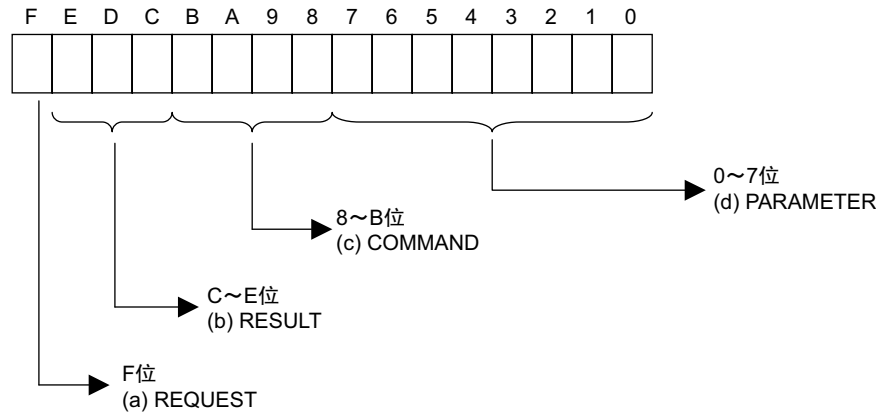 F E D C B A 9 8 7 6 5 4 3 2 1 0
0～7位
(d) PARAMETER
8～B位
(c) COMMAND
C～E位
(b) RESULT
F位
(a) REQUEST